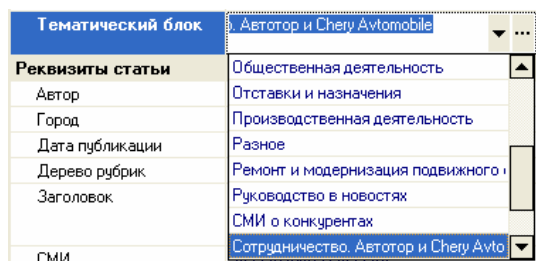 Тематический блок
). Автотор и Chery Avtomobile
Реквизиты статьи
Автор
Город
Дата публикации
Дерево рубрик
Заголовок
СМИ
Общественная деятельность
Отставки и назначения
Производственная деятельность
Разное
Ремонт и модернизация подвижного
Руководство в новостях
СМИ о конкурентах
Сотрудничество. Автотор и Chery Avto